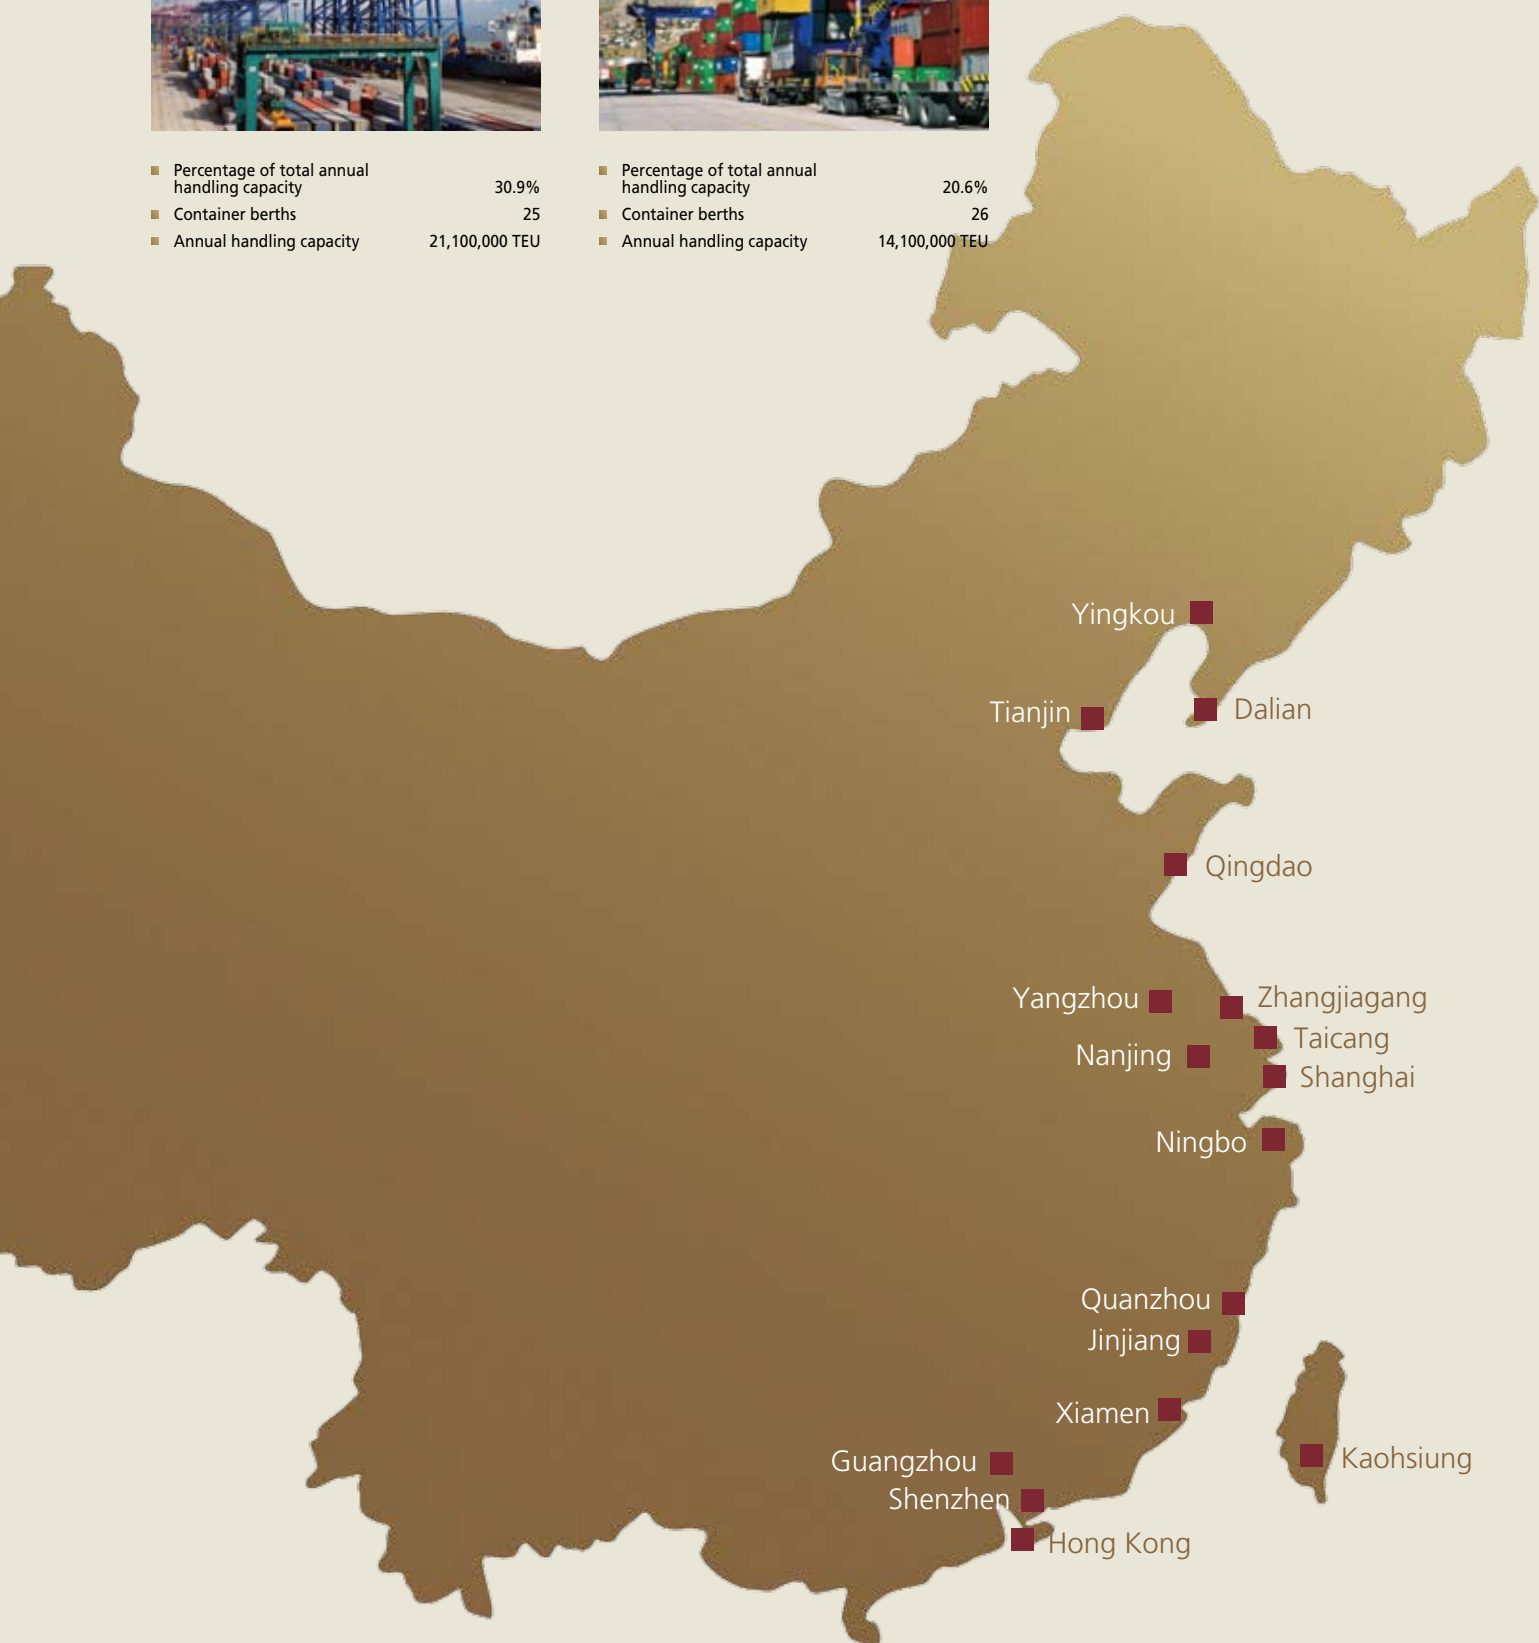 Percentage of total annual
handling capacity 30.9%
Container berths 25
Annual handling capacity 21,100,000 TEU
Percentage of total annual
handling capacity 20.6%
Container berths 26
Annual handling capacity 14,100,000 TEU
Yingkou
Tianjin
Dalian
Qingdao
Yangzhou
Zhangjiagang
Taicang
Nanjing
Shanghai
Ningbo
Quanzhou
Jinjiang
Xiamen
Guangzhou
Kaohsiung
Shenzhen
Hong Kong